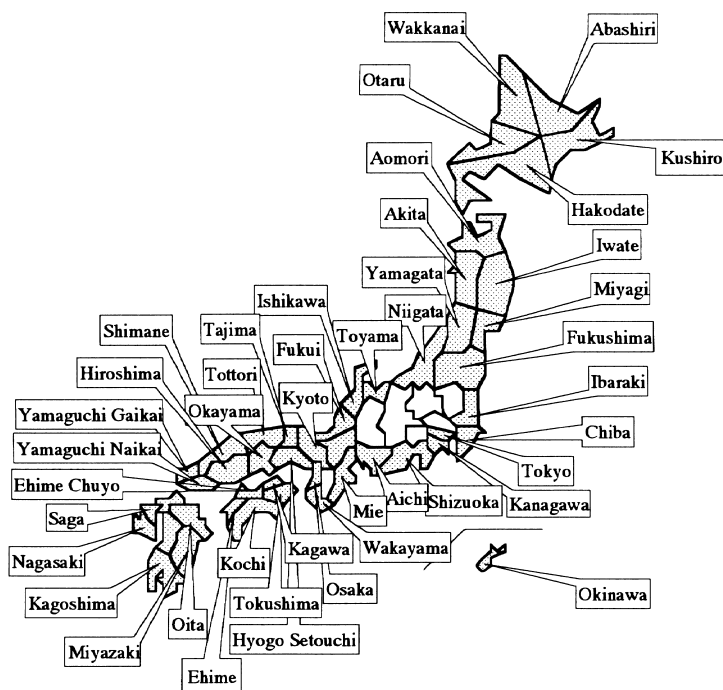 Wakkanai
Abashiri
Otaru
Kushiro
Aomori
Hakodate
Akita
Iwate
Yamagata
Miyagi
Ishikawa
Niigata
Shimane
Tajima
Toyama
Fukushima
Fukui
Hiroshima
Tottori
Kyoto
Ibaraki
Okayama
Yamaguchi Gaikai
Chiba
Yamaguchi Naikai
Tokyo
Ehime Chuyo
Mie
Aichi
Shizuoka
Kanagawa
Saga
Nagasaki
Kochi
Kagawa
Wakayama
Kagoshima
Tokushima
Osaka
Okinawa
Oita
Hyogo Setouchi
Miyazaki
Ehime